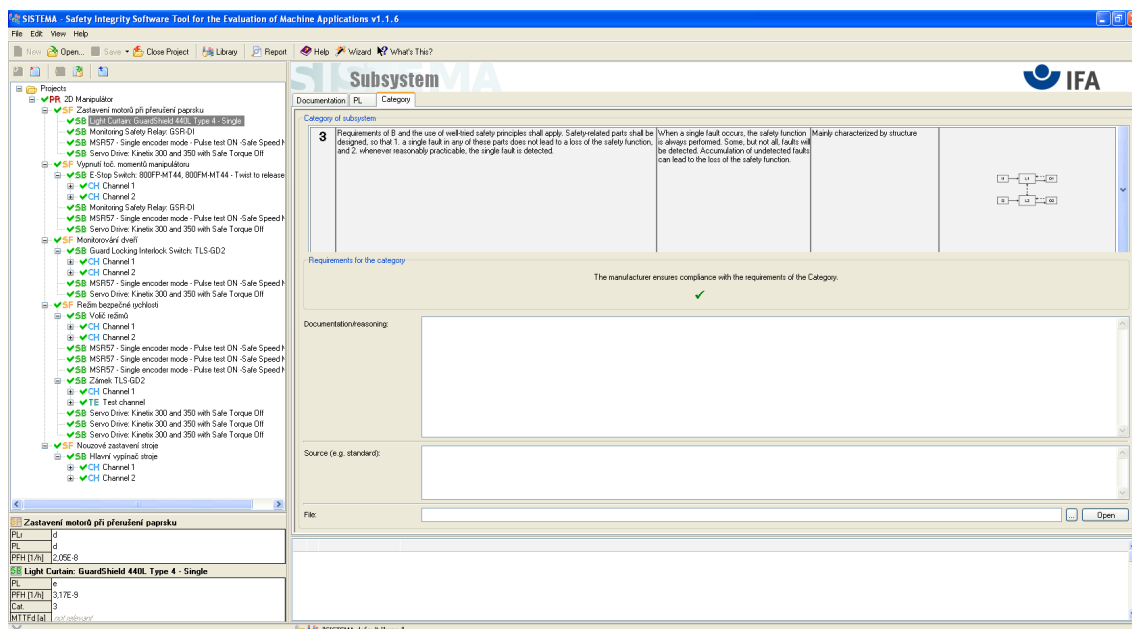 SISTEMA - Safety Integrity Software Tool for the Evaluation of Machine Applications v1.1.6
File Edit View Help
New Open... Save Close Project Library Report Help Wizard What's This?
Projects
PR 2D Manipulátor
SF Zastavení motorů při přerušení paprsku
SB Light Curtain: GuardShield 440L Type 4 - Single
SB Monitoring Safety Relay: GSR-DI
SB MSR57 - Single encoder mode - Pulse test ON -Safe Speed M
SB Servo Drive: Kinetix 300 and 350 with Safe Torque Off
SF Vypnutí toč. momentů manipulátoru
SB E-Stop Switch: 800FP-MT44, 800FM-MT44 - Twist to release
CH Channel 1
CH Channel 2
SB Monitoring Safety Relay: GSR-DI
SB MSR57 - Single encoder mode - Pulse test ON -Safe Speed M
SB Servo Drive: Kinetix 300 and 350 with Safe Torque Off
SF Monitorování dveří
SB Guard Locking Interlock Switch: TLS-GD2
CH Channel 1
CH Channel 2
SB MSR57 - Single encoder mode - Pulse test ON -Safe Speed M
SB Servo Drive: Kinetix 300 and 350 with Safe Torque Off
SF Režim bezpečné rychlosti
SB Volič režimů
CH Channel 1
CH Channel 2
SB MSR57 - Single encoder mode - Pulse test ON -Safe Speed M
SB MSR57 - Single encoder mode - Pulse test ON -Safe Speed M
SB MSR57 - Single encoder mode - Pulse test ON -Safe Speed M
SB Zámek TLS-GD2
CH Channel 1
TE Test channel
SB Servo Drive: Kinetix 300 and 350 with Safe Torque Off
SB Servo Drive: Kinetix 300 and 350 with Safe Torque Off
SB Servo Drive: Kinetix 300 and 350 with Safe Torque Off
SF Nouzové zastavení stroje
SB Hlavní vypínač stroje
CH Channel 1
CH Channel 2
SF Zastavení motorů při přerušení paprsku
PLr d
PL d
PFH [1/h] 2,05E-8
SB Light Curtain: GuardShield 440L Type 4 - Single
PL e
PFH [1/h] 3,17E-9
Cat. 3
MTTFd [a] not relevant
Subsystem
IFA
Documentation PL Category
Category of subsystem
3
Requirements of B and the use of well-tried safety principles shall apply. Safety-related parts shall be
designed, so that 1. a single fault in any of these parts does not lead to a loss of the safety function,
and 2. whenever reasonably practicable, the single fault is detected.
When a single fault occurs, the safety function
is always performed. Some, but not all, faults will
be detected. Accumulation of undetected faults
can lead to the loss of the safety function.
Mainly characterized by structure
I1 L1 O1
I2 L2 O2
Requirements for the category
The manufacturer ensures compliance with the requirements of the Category.
Documentation/reasoning:
Source (e.g. standard):
File:
... Open